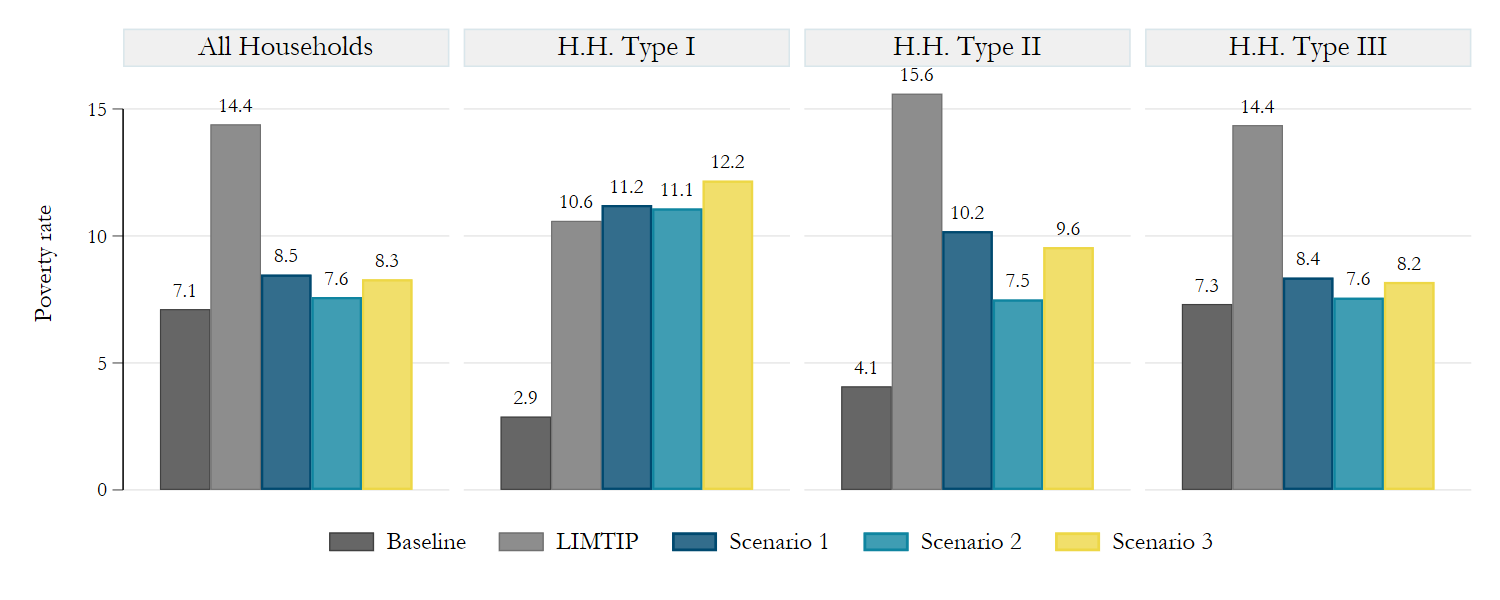 All Households H.H. Type I H.H. Type II H.H. Type III
Poverty rate
15
10
5
0
7.1 14.4 8.5 7.6 8.3
2.9 10.6 11.2 11.1 12.2
4.1 15.6 10.2 7.5 9.6
7.3 14.4 8.4 7.6 8.2
Baseline LIMTIP Scenario 1 Scenario 2 Scenario 3